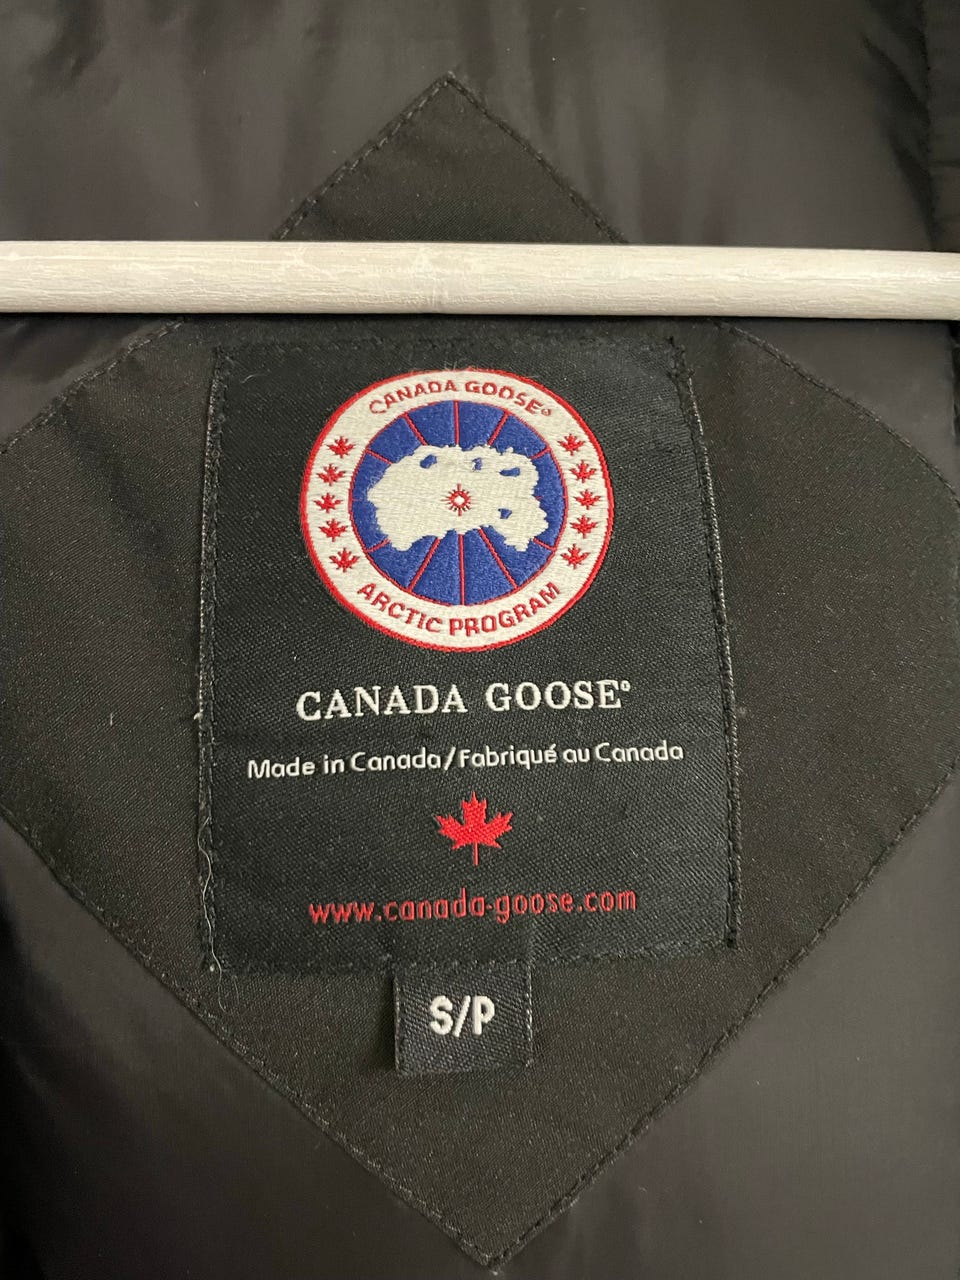 CANADA GOOSE®
ARCTIC PROGRAM
CANADA GOOSE®
Made in Canada/Fabriqué au Canada
www.canada-goose.com
S/P